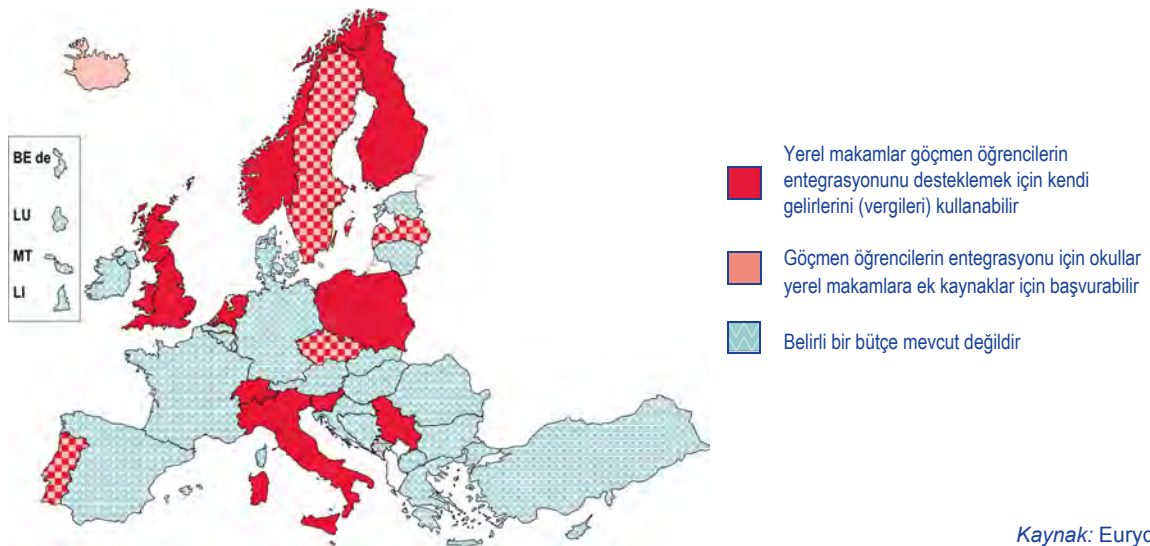 BE de
LU
MT
LI
Yerel makamlar göçmen öğrencilerin
entegrasyonunu desteklemek için kendi
gelirlerini (vergileri) kullanabilir
Göçmen öğrencilerin entegrasyonu için okullar
yerel makamlara ek kaynaklar için başvurabilir
Belirli bir bütçe mevcut değildir
Kaynak: Euryd